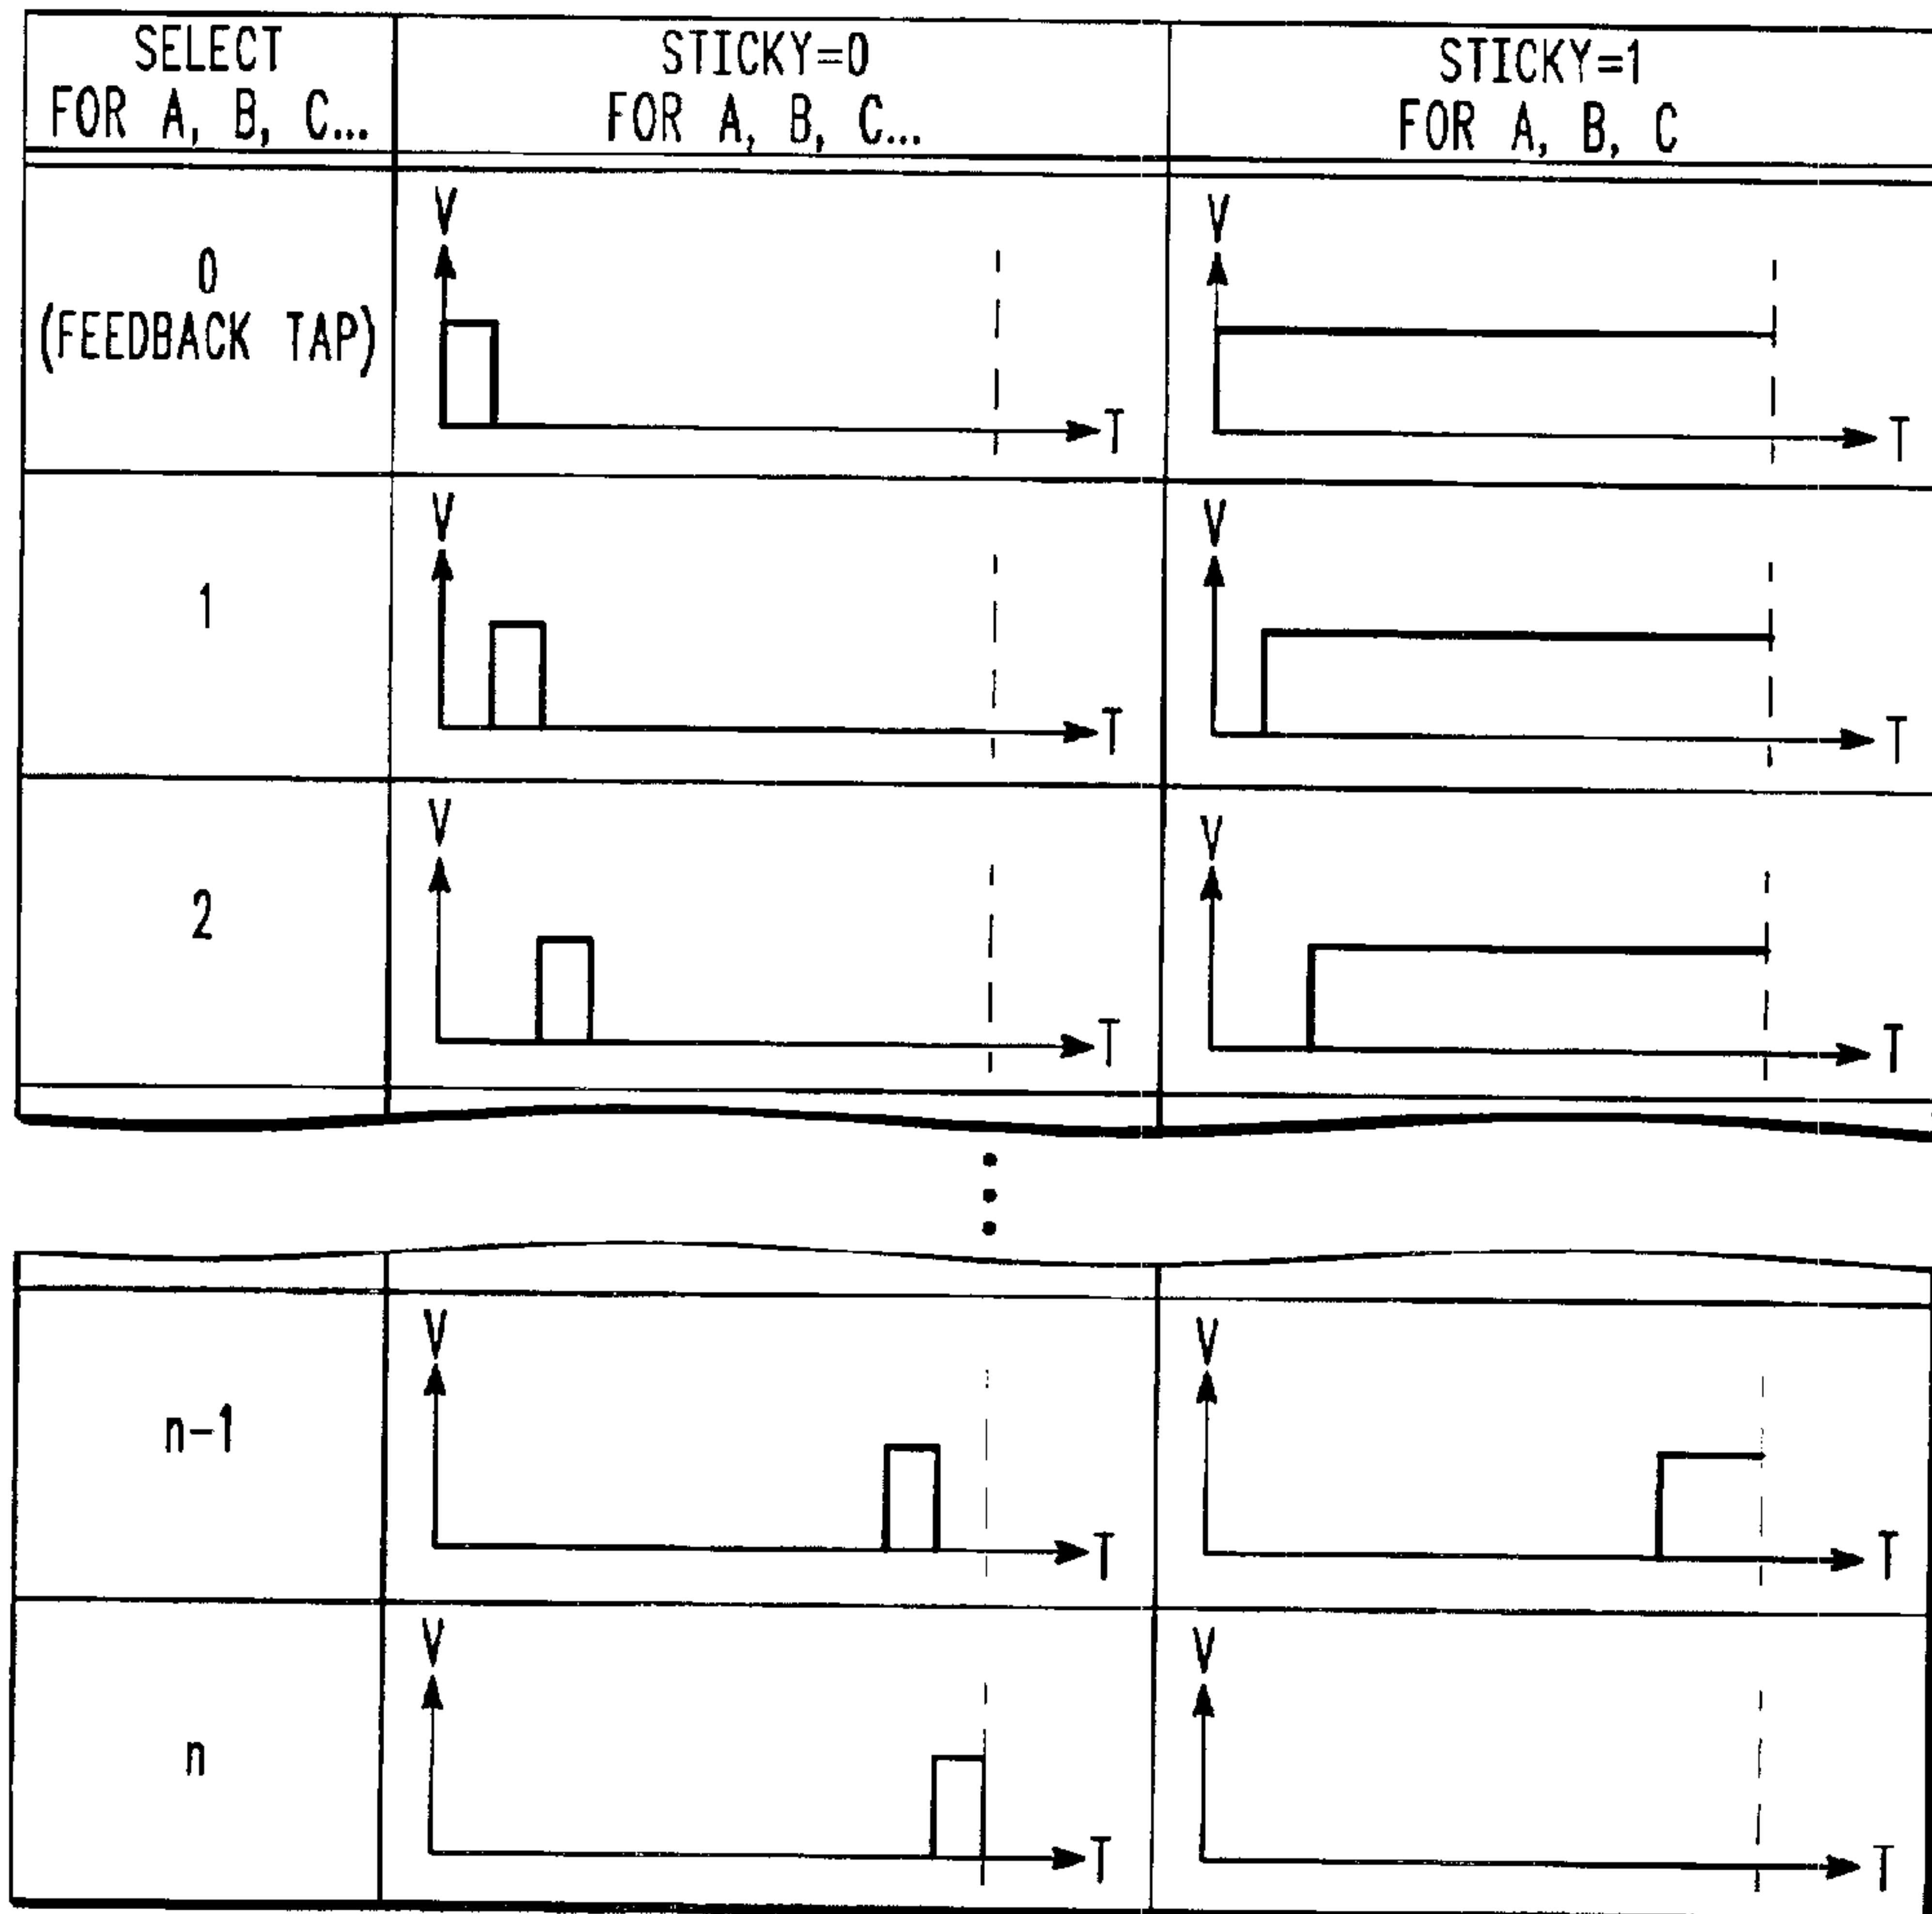 SELECT
FOR A, B, C...
STICKY=0
FOR A, B, C...
STICKY=1
FOR A, B, C
0
(FEEDBACK TAP)
V
T
V
T
1
V
T
V
T
2
V
T
V
T
n-1
V
T
V
T
n
V
T
V
T